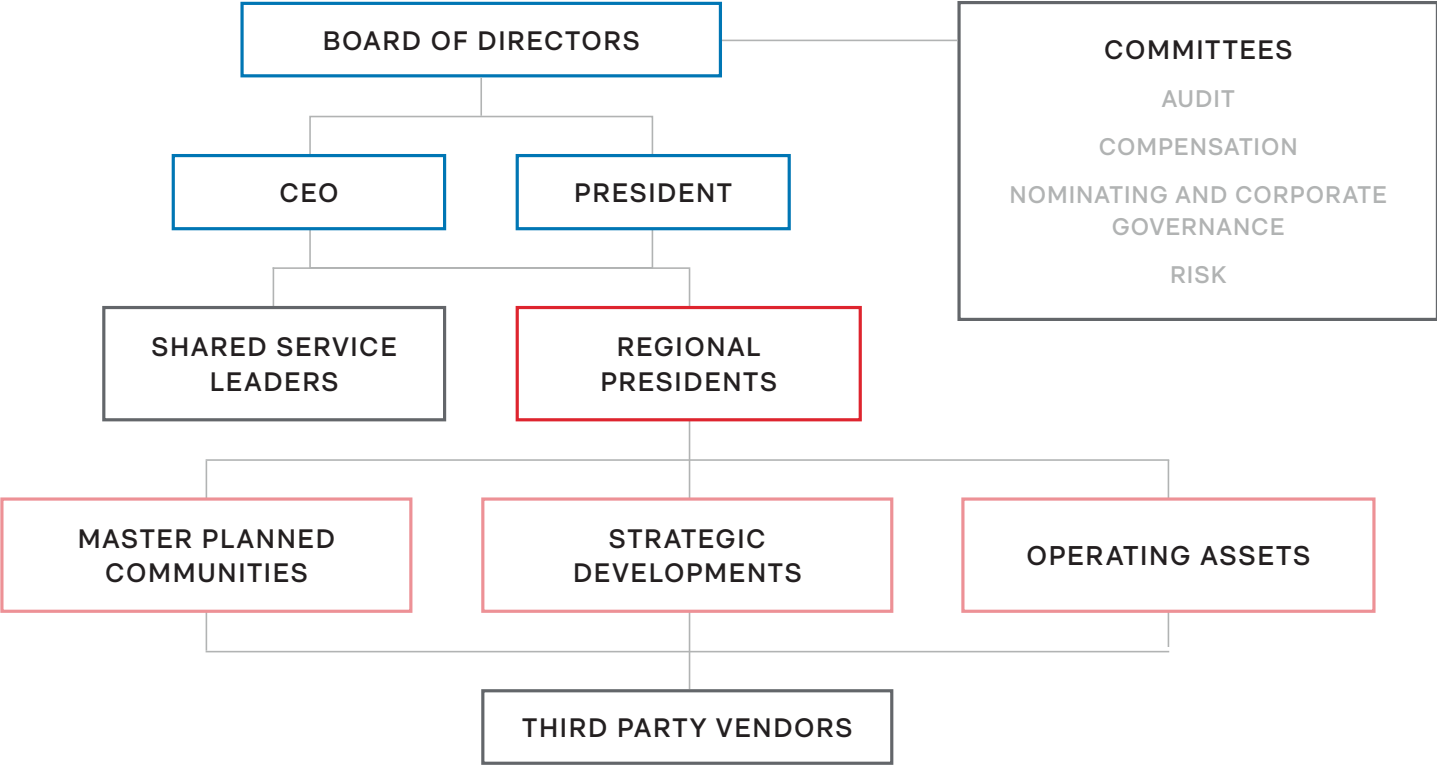 BOARD OF DIRECTORS
COMMITTEES
AUDIT
COMPENSATION
NOMINATING AND CORPORATE
GOVERNANCE
RISK
CEO
PRESIDENT
SHARED SERVICE
LEADERS
REGIONAL
PRESIDENTS
MASTER PLANNED
COMMUNITIES
STRATEGIC
DEVELOPMENTS
OPERATING ASSETS
THIRD PARTY VENDORS